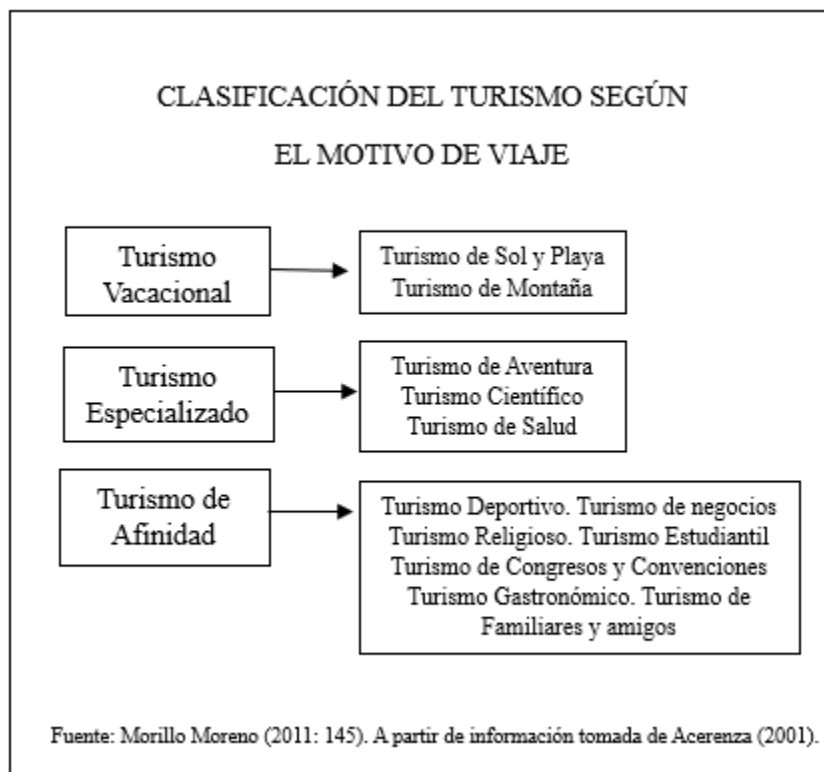 CLASIFICACIÓN DEL TURISMO SEGÚN
EL MOTIVO DE VIAJE
Turismo
Vacacional
Turismo de Sol y Playa
Turismo de Montaña
Turismo
Especializado
Turismo de Aventura
Turismo Científico
Turismo de Salud
Turismo de
Afinidad
Turismo Deportivo. Turismo de negocios
Turismo Religioso. Turismo Estudiantil
Turismo de Congresos y Convenciones
Turismo Gastronómico. Turismo de
Familiares y amigos
Fuente: Morillo Moreno (2011: 145). A partir de información tomada de Acerenza (2001).